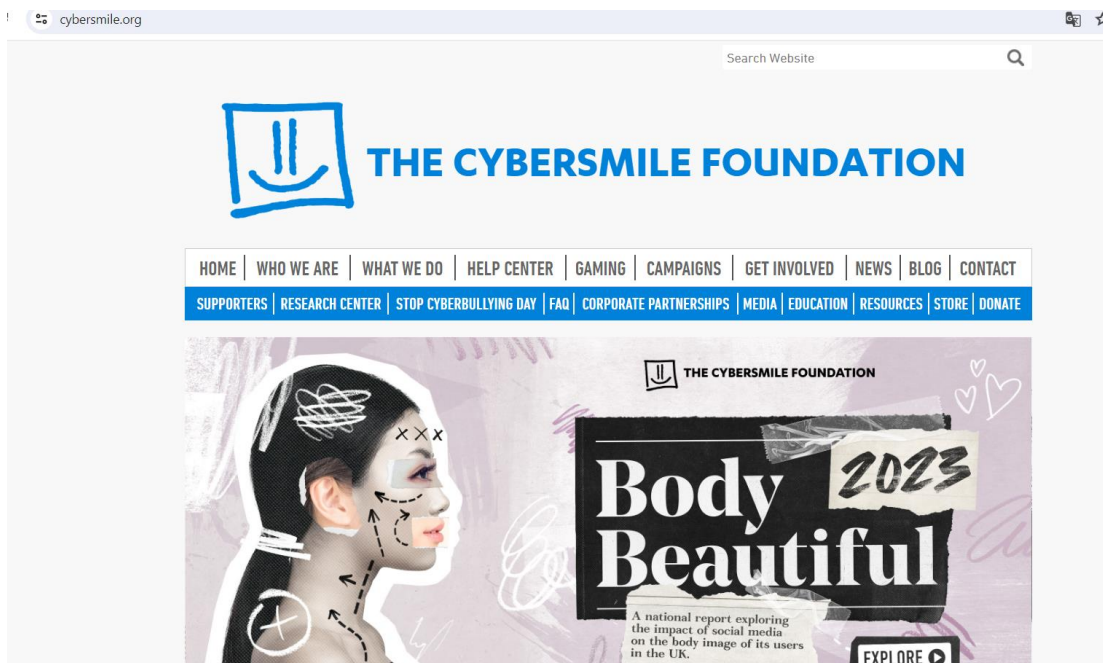 cybersmile.org
Search Website
THE CYBERSMILE FOUNDATION
HOME | WHO WE ARE | WHAT WE DO | HELP CENTER | GAMING | CAMPAIGNS | GET INVOLVED | NEWS | BLOG | CONTACT
SUPPORTERS | RESEARCH CENTER | STOP CYBERBULLYING DAY | FAQ | CORPORATE PARTNERSHIPS | MEDIA | EDUCATION | RESOURCES | STORE | DONATE
THE CYBERSMILE FOUNDATION
Body
2023
Beautiful
A national report exploring
the impact of social media
on the body image of its users
in the UK.
EXPLORE